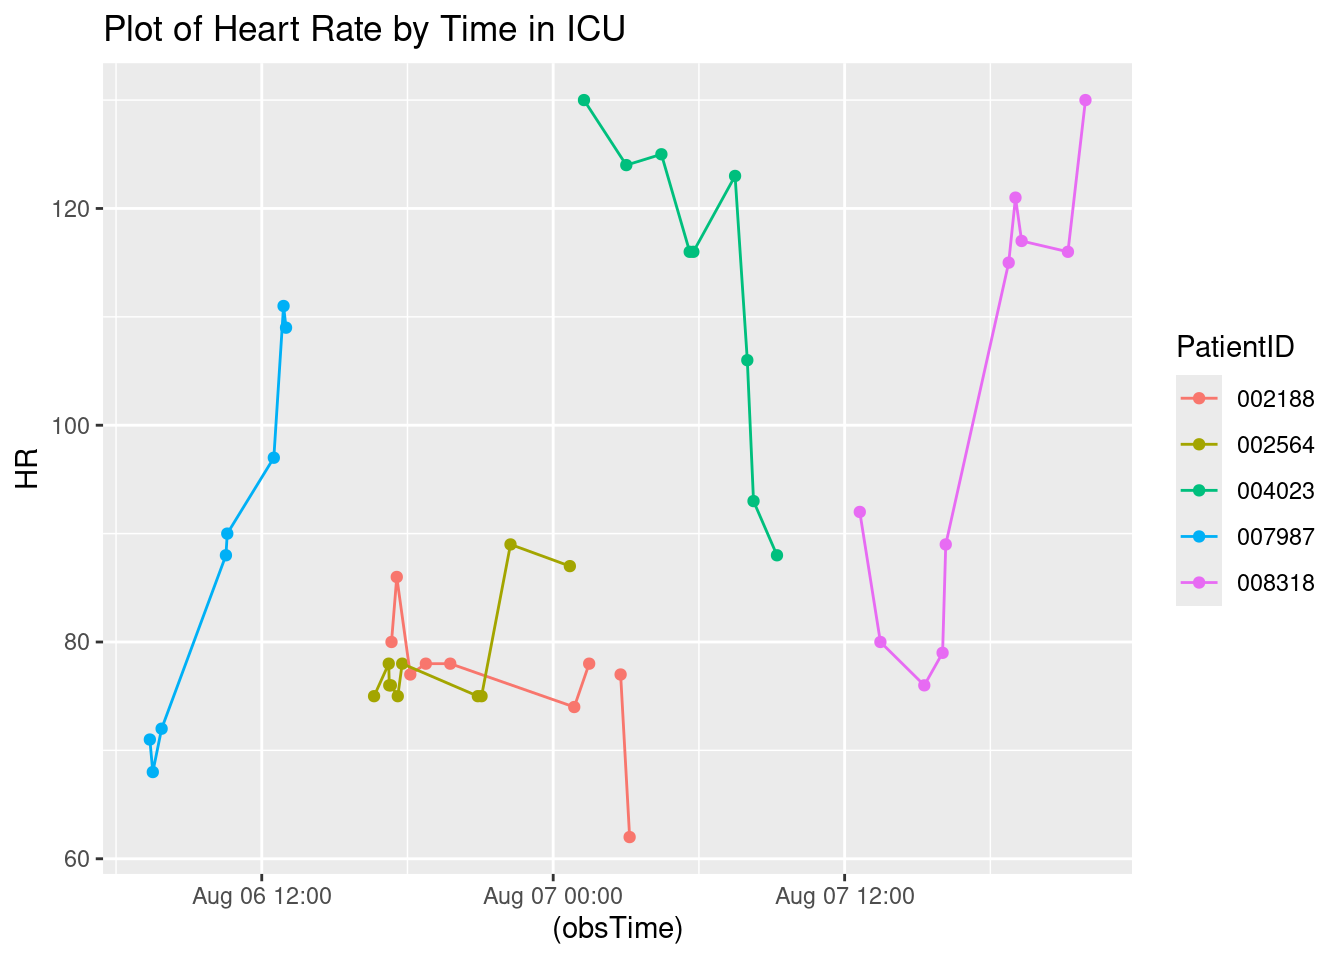 Plot of Heart Rate by Time in ICU
HR
120
100
80
60
Aug 06 12:00
Aug 07 00:00
Aug 07 12:00
(obsTime)
PatientID
002188
002564
004023
007987
008318